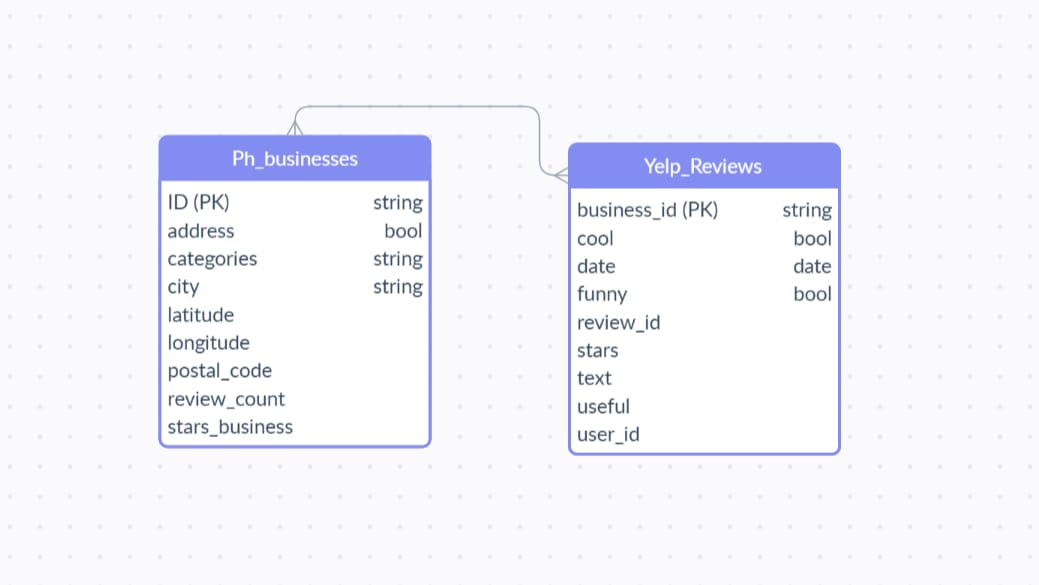 Ph_businesses
ID (PK) string
address bool
categories string
city string
latitude
longitude
postal_code
review_count
stars_business
Yelp_Reviews
business_id (PK) string
cool bool
date date
funny bool
review_id
stars
text
useful
user_id